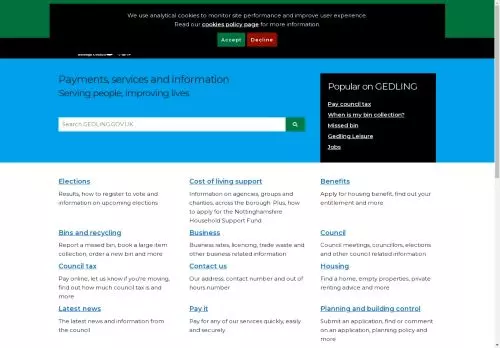 We use analytical cookies to monitor site performance and improve user experience.
Read our cookies policy page for more information.
Accept
Decline
Payments, services and information
Serving people, improving lives
Search GEDLING.GOV.UK
Popular on GEDLING
Pay council tax
When is my bin collection?
Missed bin
Gedling Leisure
Jobs
Elections
Results, how to register to vote and
information on upcoming elections
Cost of living support
Information on agencies, groups and
charities, across the borough. Plus, how
to apply for the Nottinghamshire
Household Support Fund
Benefits
Apply for housing benefit, find out your
entitlement and more
Bins and recycling
Report a missed bin, book a large item
collection, order a new bin and more
Business
Business rates, licencing, trade waste and
other business related information
Council
Council meetings, councillors, elections
and other council related information
Council tax
Pay online, let us know if you're moving,
find out how much council tax is and
more
Contact us
Our address, contact number and out of
hours number
Housing
Find a home, empty properties, private
renting advice and more
Latest news
The latest news and information from
the council
Pay it
Pay for any of our services quickly, easily
and securely
Planning and building control
Submit an application, find or comment
on an application, planning policy and
more